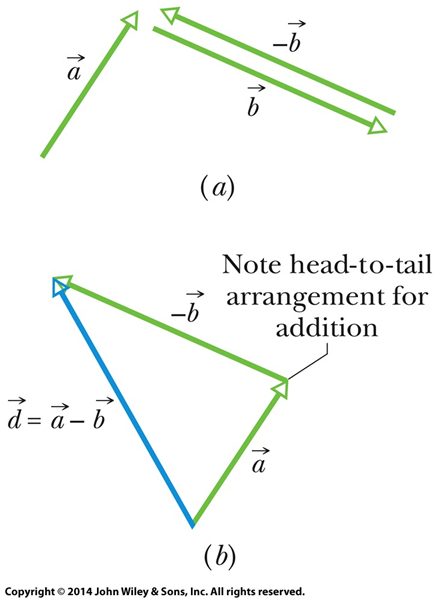 −b⃗
a⃗
b⃗
(a)
Note head-to-tail
arrangement for
addition
−b⃗
d⃗ = a⃗ − b⃗
a⃗
(b)
Copyright © 2014 John Wiley & Sons, Inc. All rights reserved.